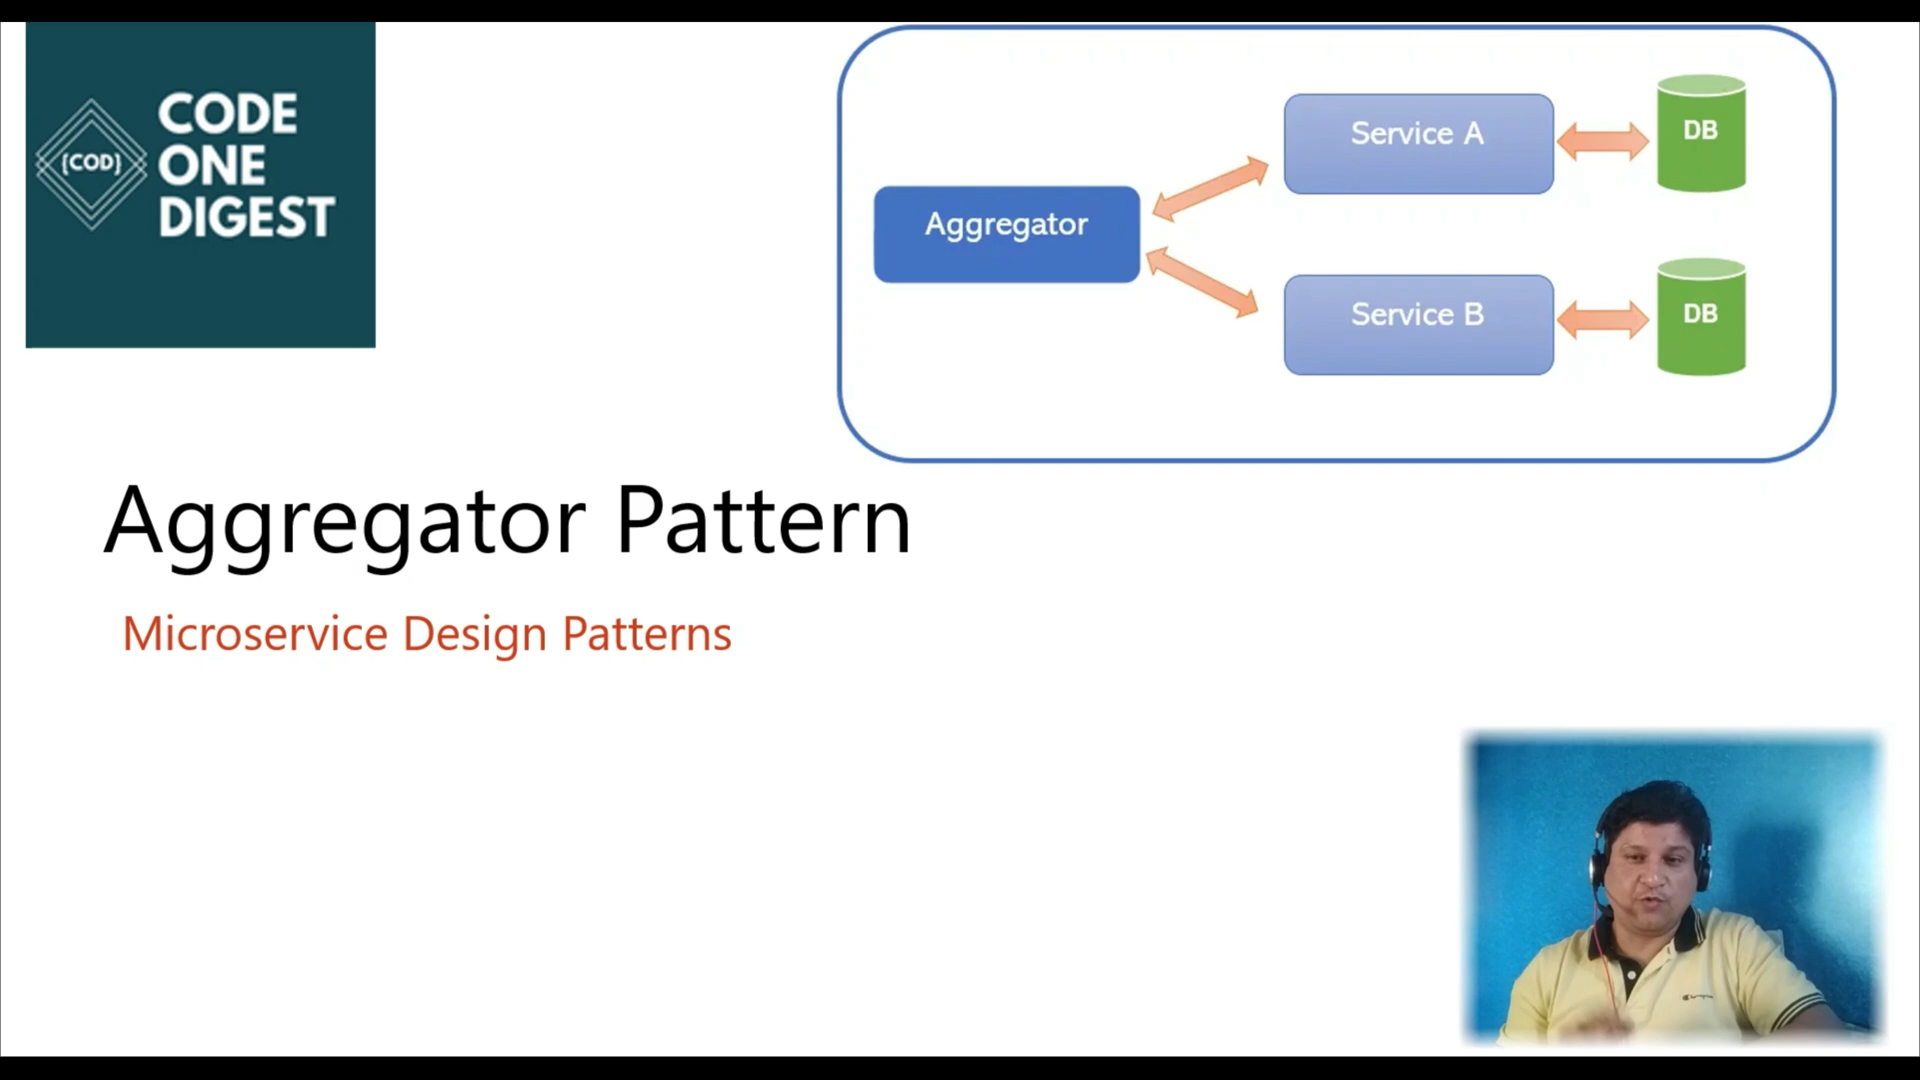 CODE
ONE
DIGEST
{COD}
Aggregator
Service A
DB
Service B
DB
Aggregator Pattern
Microservice Design Patterns